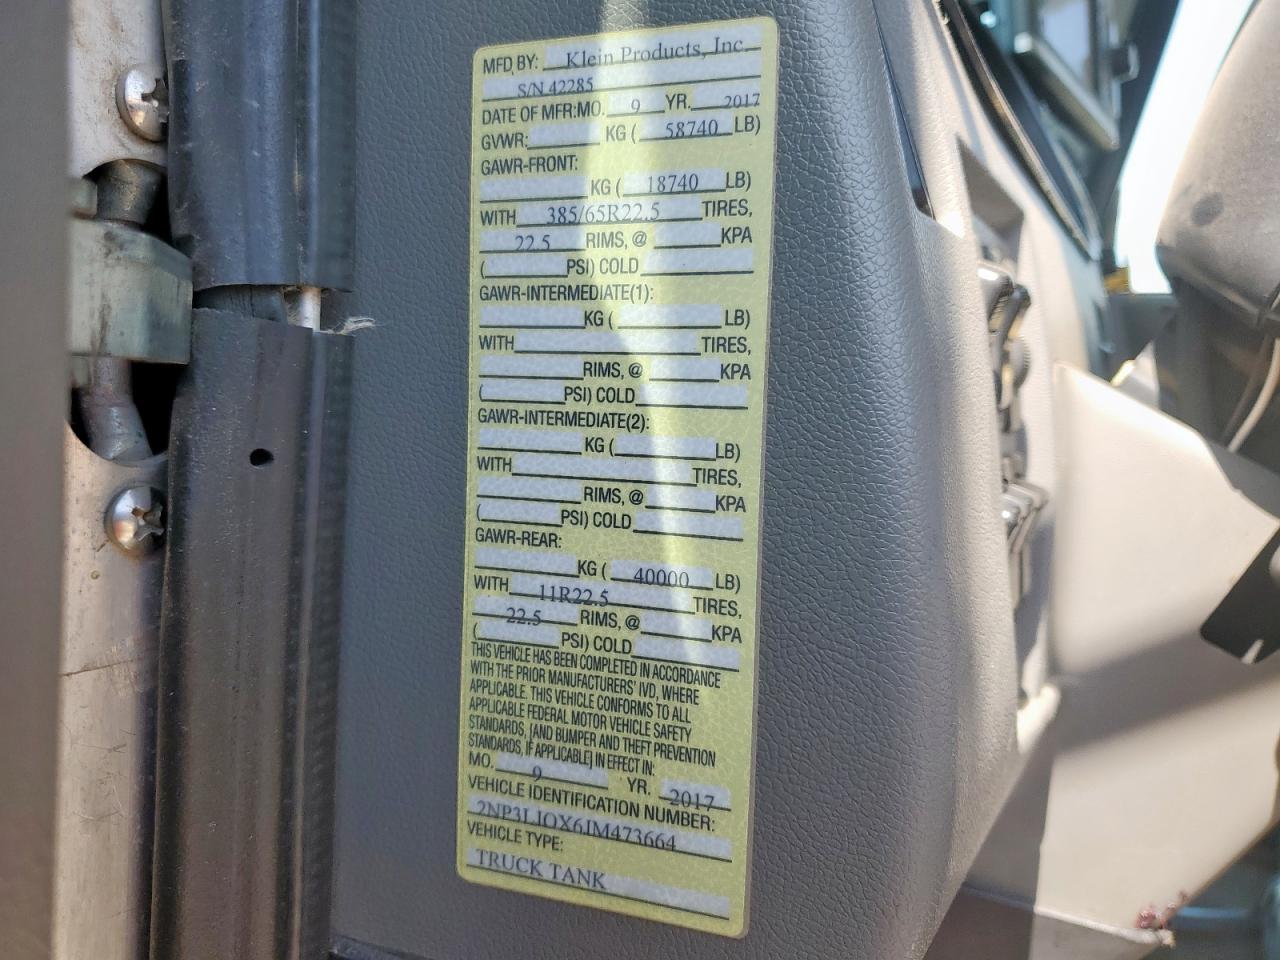 MFD, BY: Klein Products, Inc
S/N 42285
DATE OF MFR:MO. 9 YR. 2017
GVWR: KG ( 58740 LB)
GAWR-FRONT:
KG ( 18740 LB)
WITH 385/65R22.5 TIRES,
22.5 RIMS, @ KPA
( PSI) COLD
GAWR-INTERMEDIATE(1):
KG ( LB)
WITH TIRES,
RIMS, @ KPA
( PSI) COLD
GAWR-INTERMEDIATE(2):
KG ( LB)
WITH TIRES,
RIMS, @ KPA
( PSI) COLD
GAWR-REAR:
KG ( 40000 LB)
WITH 11R22.5 TIRES,
22.5 RIMS, @ KPA
( PSI) COLD
THIS VEHICLE HAS BEEN COMPLETED IN ACCORDANCE
WITH THE PRIOR MANUFACTURERS' IVD, WHERE
APPLICABLE. THIS VEHICLE CONFORMS TO ALL
APPLICABLE FEDERAL MOTOR VEHICLE SAFETY
STANDARDS, [AND BUMPER AND THEFT PREVENTION
STANDARDS, IF APPLICABLE] IN EFFECT IN:
MO. 9 YR. 2017
VEHICLE IDENTIFICATION NUMBER:
2NP3LJ0X6JM473664
VEHICLE TYPE:
TRUCK TANK